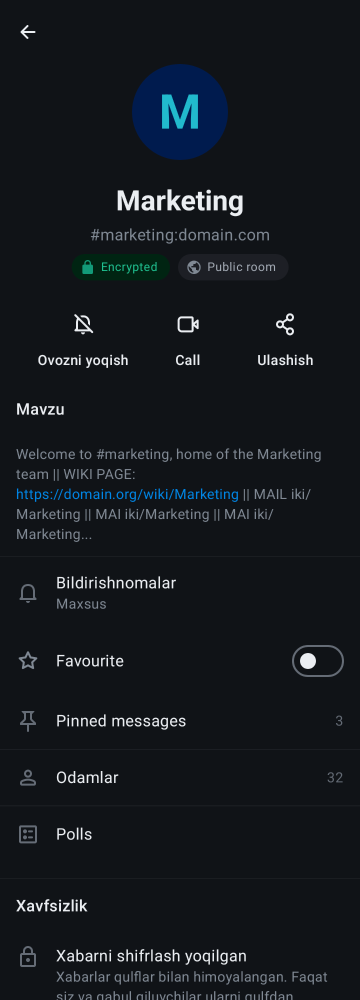 M
Marketing
#marketing:domain.com
Encrypted
Public room
Ovozni yoqish
Call
Ulashish
Mavzu
Welcome to #marketing, home of the Marketing
team || WIKI PAGE:
https://domain.org/wiki/Marketing || MAIL iki/
Marketing || MAI iki/Marketing || MAI iki/
Marketing...
Bildirishnomalar
Maxsus
Favourite
Pinned messages
3
Odamlar
32
Polls
Xavfsizlik
Xabarni shifrlash yoqilgan
Xabarlar qulflar bilan himoyalangan. Faqat
siz va qabul qiluvchilar ularni qulfdan